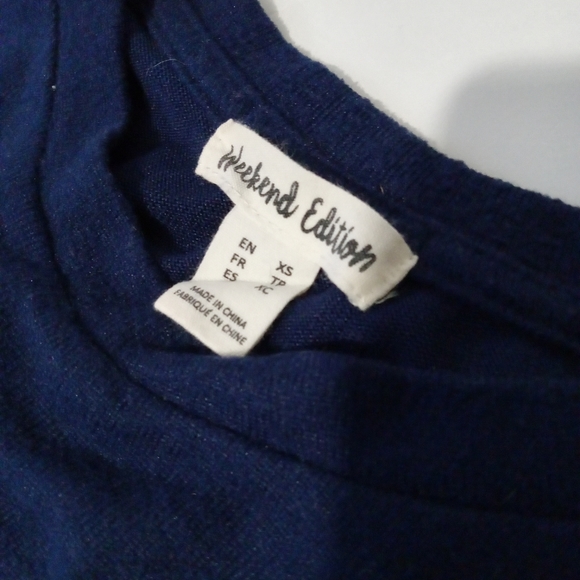 Weekend Edition
EN XS
FR TP
ES XC
MADE IN CHINA
FABRIQUÉ EN CHINE